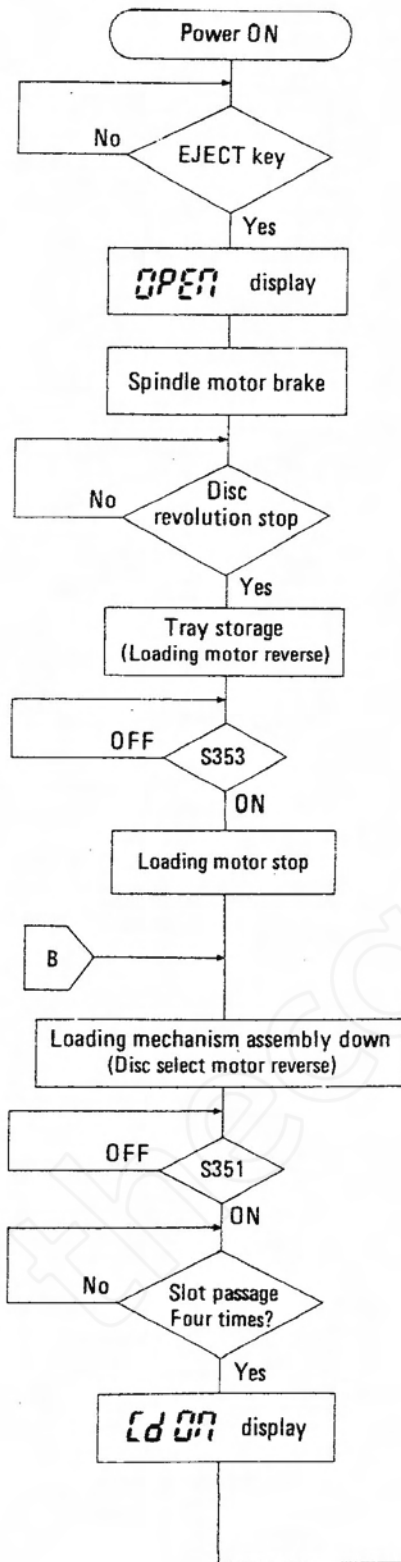 Power ON
No
EJECT key
Yes
OPEN display
Spindle motor brake
No
Disc
revolution stop
Yes
Tray storage
(Loading motor reverse)
OFF
S353
ON
Loading motor stop
B
Loading mechanism assembly down
(Disc select motor reverse)
OFF
S351
ON
No
Slot passage
Four times?
Yes
Cd ON display